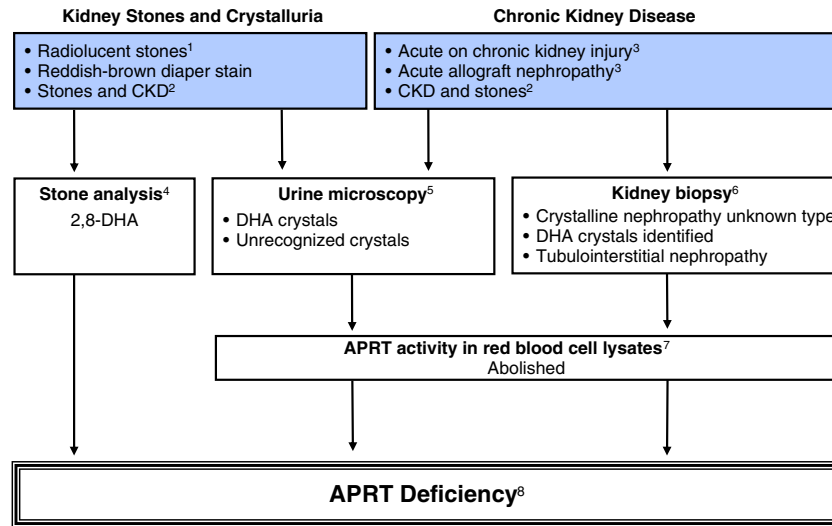 Kidney Stones and Crystalluria
Chronic Kidney Disease
• Radiolucent stones¹
• Reddish-brown diaper stain
• Stones and CKD²
• Acute on chronic kidney injury³
• Acute allograft nephropathy³
• CKD and stones²
Stone analysis⁴
2,8-DHA
Urine microscopy⁵
• DHA crystals
• Unrecognized crystals
Kidney biopsy⁶
• Crystalline nephropathy unknown type
• DHA crystals identified
• Tubulointerstitial nephropathy
APRT activity in red blood cell lysates⁷
Abolished
APRT Deficiency⁸